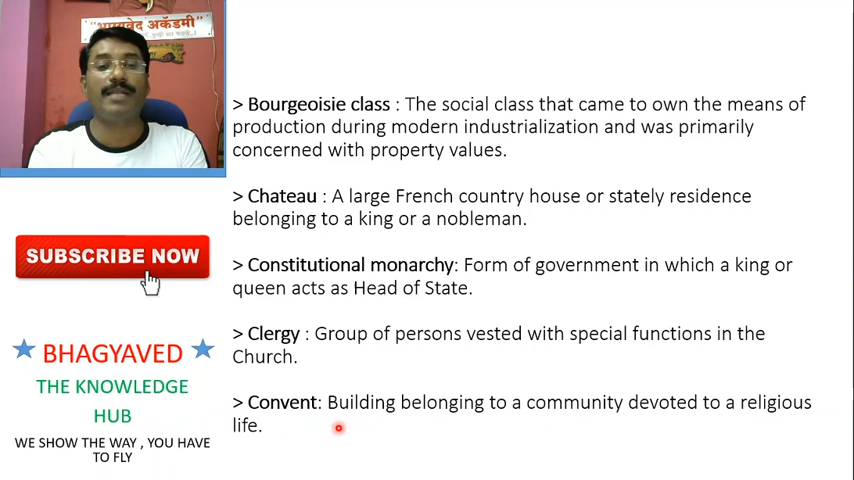 "भाग्यवेद अकॅडमी"
> Bourgeoisie class : The social class that came to own the means of
production during modern industrialization and was primarily
concerned with property values.
> Chateau : A large French country house or stately residence
belonging to a king or a nobleman.
> Constitutional monarchy: Form of government in which a king or
queen acts as Head of State.
> Clergy : Group of persons vested with special functions in the
Church.
> Convent: Building belonging to a community devoted to a religious
life.
SUBSCRIBE NOW
BHAGYAVED
THE KNOWLEDGE
HUB
WE SHOW THE WAY , YOU HAVE
TO FLY